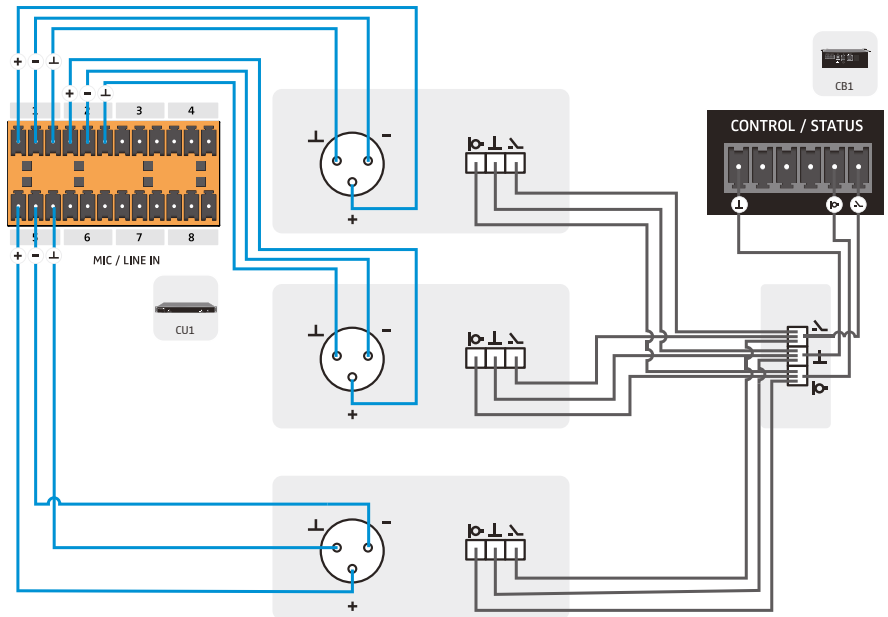 + - ⊥
+ - ⊥
1 2 3 4
5 6 7 8
+ - ⊥
MIC / LINE IN
CU1
⊥ -
+
⊥ -
+
⊥ -
+
CB1
CONTROL / STATUS